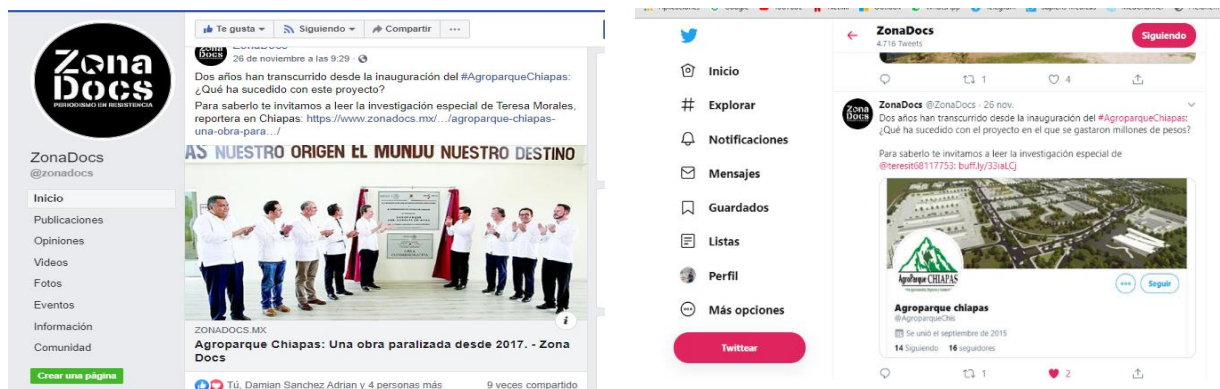 Te gusta Siguiendo Compartir
Zona
Docs
PERIODISMO EN RESISTENCIA
ZonaDocs
@zonadocs
Inicio
Publicaciones
Opiniones
Videos
Fotos
Eventos
Información
Comunidad
Crear una página
ZonaDocs
26 de noviembre a las 9:29
Dos años han transcurrido desde la inauguración del #AgroparqueChiapas:
¿Qué ha sucedido con este proyecto?
Para saberlo te invitamos a leer la investigación especial de Teresa Morales,
reportera en Chiapas: https://www.zonadocs.mx/…/agroparque-chiapas-
una-obra-para…/
AS NUESTRO ORIGEN EL MUNDO NUESTRO DESTINO
ZONADOCS.MX
Agroparque Chiapas: Una obra paralizada desde 2017. - Zona
Docs
Tú, Damian Sanchez Adrian y 4 personas más 9 veces compartido
Inicio
Explorar
Notificaciones
Mensajes
Guardados
Listas
Perfil
Más opciones
Twittear
ZonaDocs
4.716 Tweets
Siguiendo
1 4
Zona
Docs
ZonaDocs @ZonaDocs · 26 nov.
Dos años han transcurrido desde la inauguración del #AgroparqueChiapas:
¿Qué ha sucedido con el proyecto en el que se gastaron millones de pesos?
Para saberlo te invitamos a leer la investigación especial de
@teresit68117753: buff.ly/33iaLCj
AgroParque CHIAPAS
Seguir
Agroparque chiapas
@AgroparqueChis
Se unió el septiembre de 2015
14 Siguiendo 16 seguidores
1 2